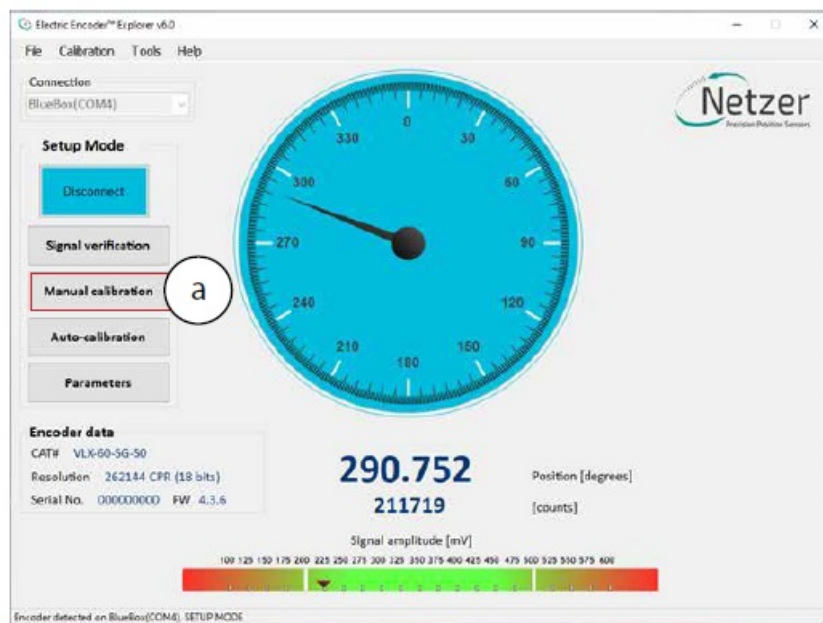 Electric Encoder™ Explorer v6.0
File Calibration Tools Help
Connection
BlueBox(COM4)
Netzer
Precision Position Sensors
Setup Mode
Disconnect
Signal verification
Manual calibration
a
Auto-calibration
Parameters
0
30
60
90
120
150
180
210
240
270
300
330
Encoder data
CAT# VLX-60-SG-50
Resolution 262144 CPR (18 bits)
Serial No. 000000000 FW 4.3.6
290.752 Position [degrees]
211719 [counts]
Signal amplitude [mV]
100 125 150 175 200 225 250 275 300 325 350 375 400 425 450 475 500 525 550 575 600
Encoder detected on BlueBox(COM4). SETUP MODE